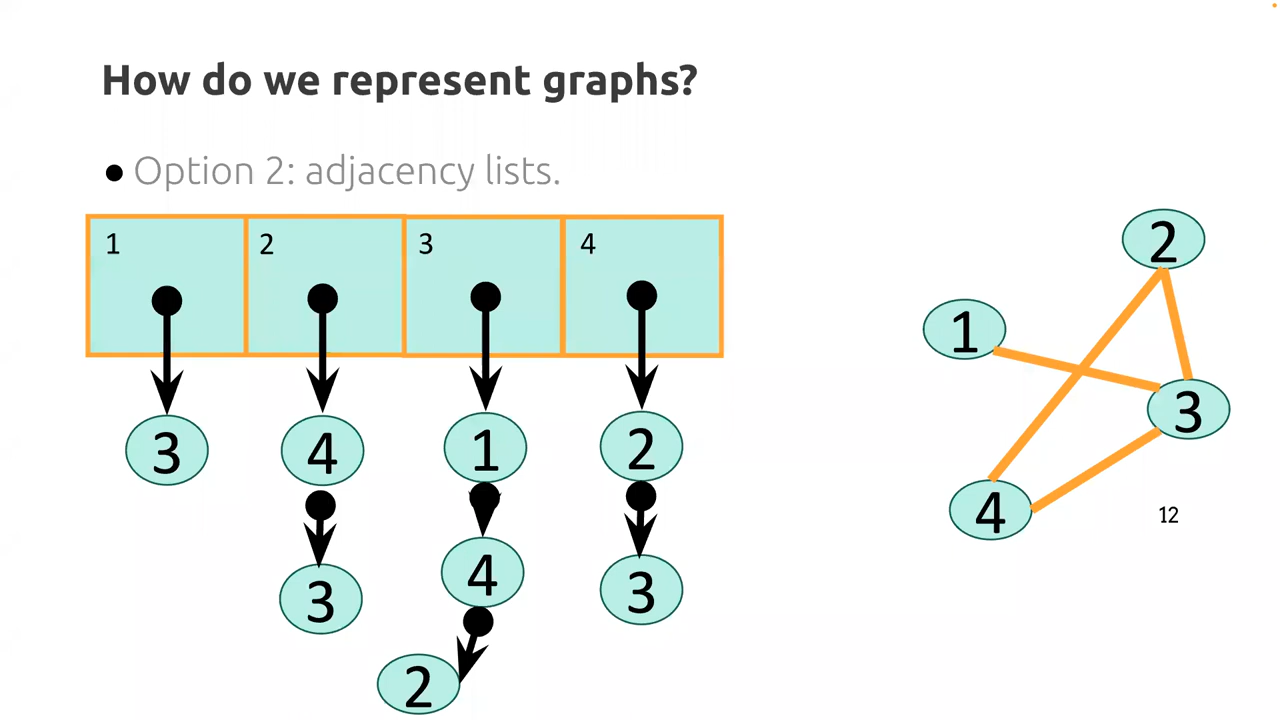 How do we represent graphs?
● Option 2: adjacency lists.
1 2 3 4
3 4 1 2
3 4 3
2
2
1
3
4
12